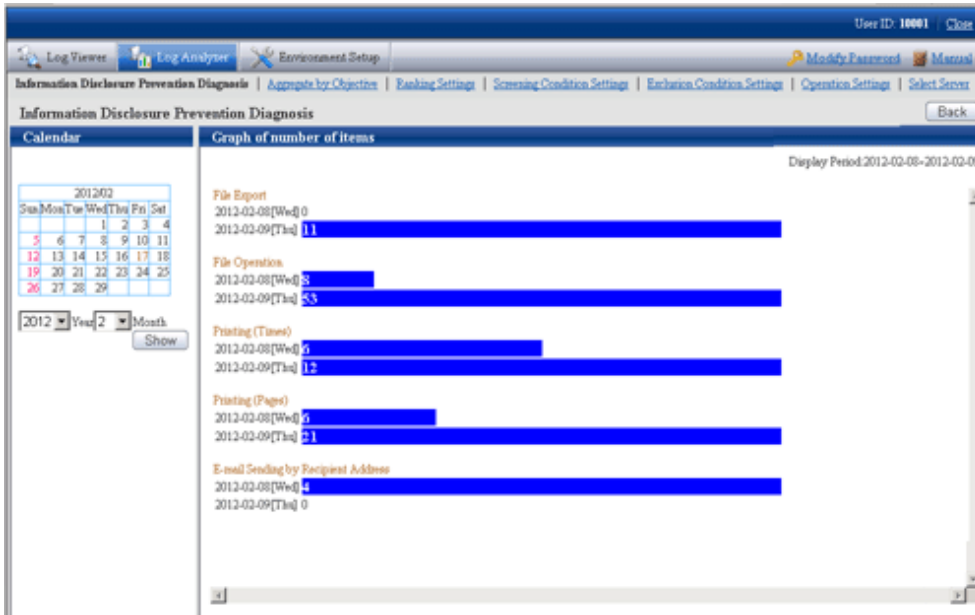 User ID: 10001 | Close
Log Viewer Log Analyzer Environment Setup Modify Password Manual
Information Disclosure Prevention Diagnosis | Aggregate by Objective | Ranking Settings | Screening Condition Settings | Exclusion Condition Settings | Operation Settings | Select Server
Information Disclosure Prevention Diagnosis Back
Calendar
2012/02
Sun Mon Tue Wed Thu Fri Sat
1 2 3 4
5 6 7 8 9 10 11
12 13 14 15 16 17 18
19 20 21 22 23 24 25
26 27 28 29
2012 Year 2 Month
Show
Graph of number of items
Display Period:2012-02-08~2012-02-09
File Export
2012-02-08[Wed] 0
2012-02-09[Thu] 11
File Operation
2012-02-08[Wed] 8
2012-02-09[Thu] 53
Printing (Times)
2012-02-08[Wed] 6
2012-02-09[Thu] 12
Printing (Pages)
2012-02-08[Wed] 6
2012-02-09[Thu] 21
E-mail Sending by Recipient Address
2012-02-08[Wed] 4
2012-02-09[Thu] 0